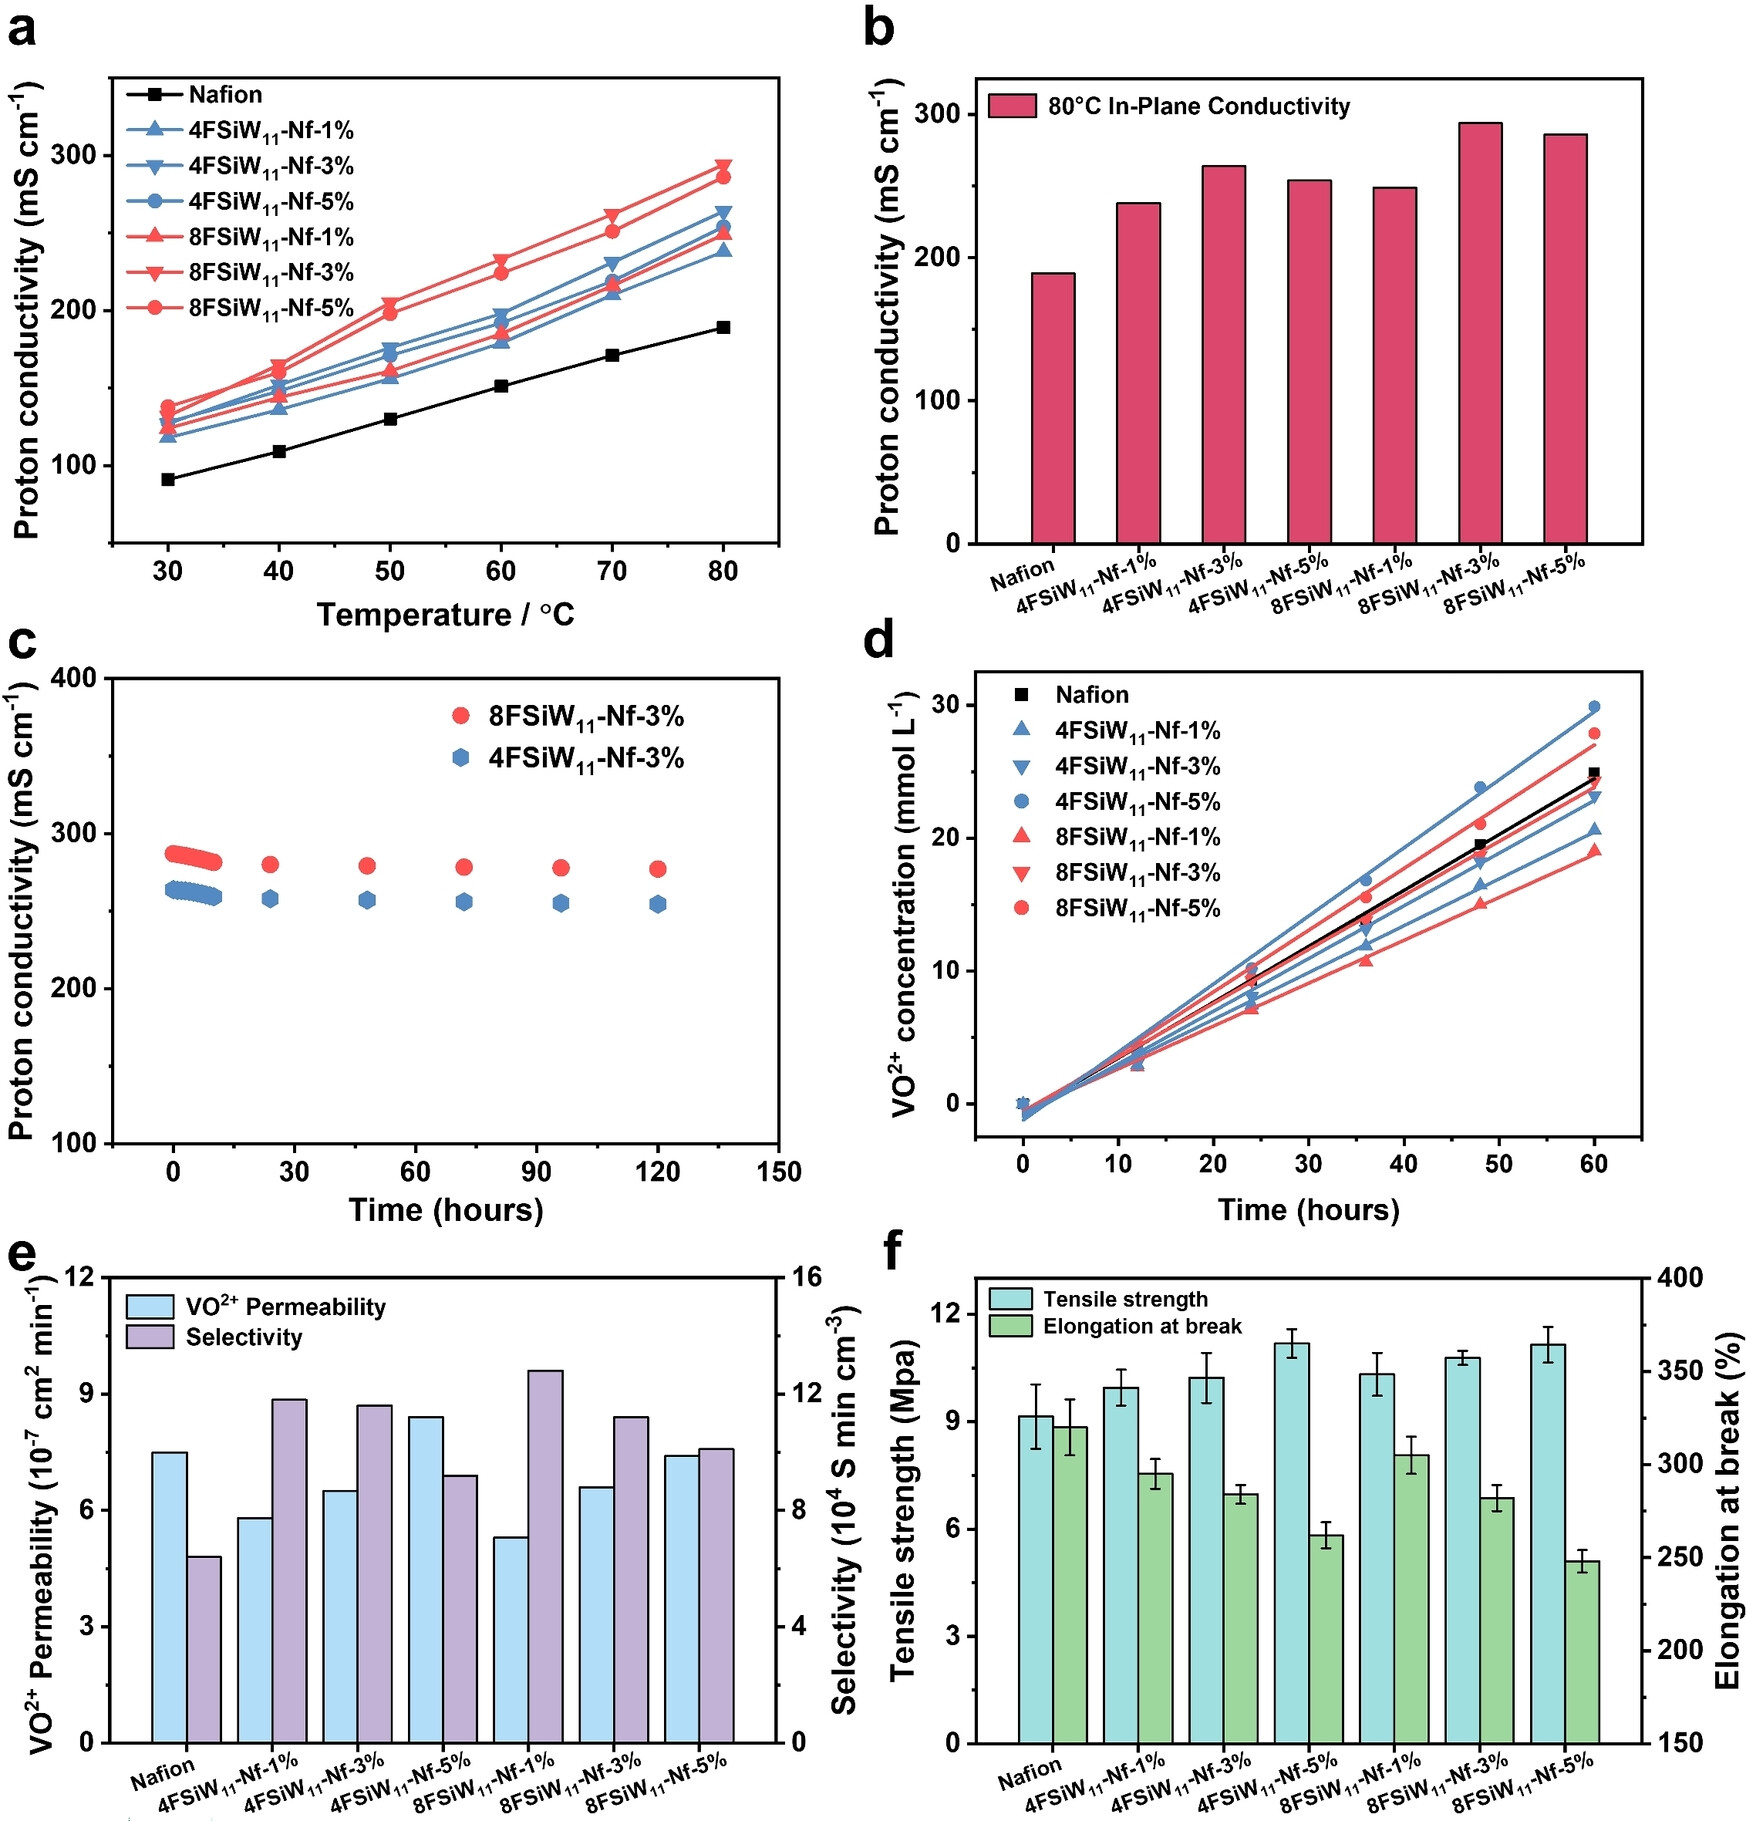 a
Proton conductivity (mS cm⁻¹)
300
200
100
Nafion
4FSiW₁₁-Nf-1%
4FSiW₁₁-Nf-3%
4FSiW₁₁-Nf-5%
8FSiW₁₁-Nf-1%
8FSiW₁₁-Nf-3%
8FSiW₁₁-Nf-5%
30 40 50 60 70 80
Temperature / °C
b
Proton conductivity (mS cm⁻¹)
300
200
100
0
80°C In-Plane Conductivity
Nafion
4FSiW₁₁-Nf-1%
4FSiW₁₁-Nf-3%
4FSiW₁₁-Nf-5%
8FSiW₁₁-Nf-1%
8FSiW₁₁-Nf-3%
8FSiW₁₁-Nf-5%
c
Proton conductivity (mS cm⁻¹)
400
300
200
100
8FSiW₁₁-Nf-3%
4FSiW₁₁-Nf-3%
0 30 60 90 120 150
Time (hours)
d
VO²⁺ concentration (mmol L⁻¹)
30
20
10
0
Nafion
4FSiW₁₁-Nf-1%
4FSiW₁₁-Nf-3%
4FSiW₁₁-Nf-5%
8FSiW₁₁-Nf-1%
8FSiW₁₁-Nf-3%
8FSiW₁₁-Nf-5%
0 10 20 30 40 50 60
Time (hours)
e
VO²⁺ Permeability (10⁻⁷ cm² min⁻¹)
12
9
6
3
0
VO²⁺ Permeability
Selectivity
16
12
8
4
0
Selectivity (10⁴ S min cm⁻³)
Nafion
4FSiW₁₁-Nf-1%
4FSiW₁₁-Nf-3%
4FSiW₁₁-Nf-5%
8FSiW₁₁-Nf-1%
8FSiW₁₁-Nf-3%
8FSiW₁₁-Nf-5%
f
Tensile strength (Mpa)
12
9
6
3
0
Tensile strength
Elongation at break
400
350
300
250
200
150
Elongation at break (%)
Nafion
4FSiW₁₁-Nf-1%
4FSiW₁₁-Nf-3%
4FSiW₁₁-Nf-5%
8FSiW₁₁-Nf-1%
8FSiW₁₁-Nf-3%
8FSiW₁₁-Nf-5%